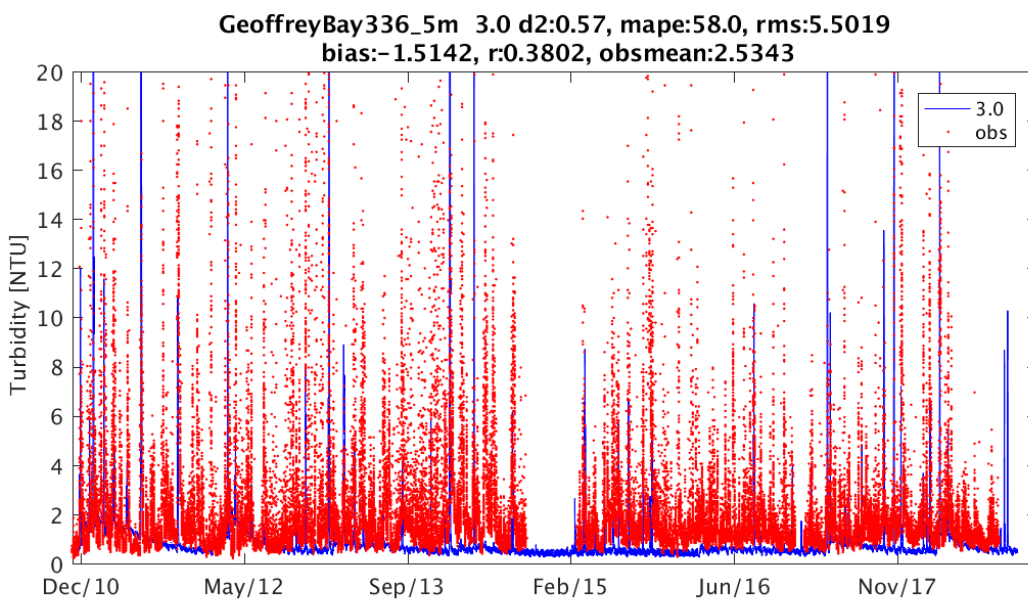 GeoffreyBay336_5m  3.0 d2:0.57, mape:58.0, rms:5.5019
bias:−1.5142, r:0.3802, obsmean:2.5343
Turbidity [NTU]
20
18
16
14
12
10
8
6
4
2
0
3.0
obs
Dec/10 May/12 Sep/13 Feb/15 Jun/16 Nov/17